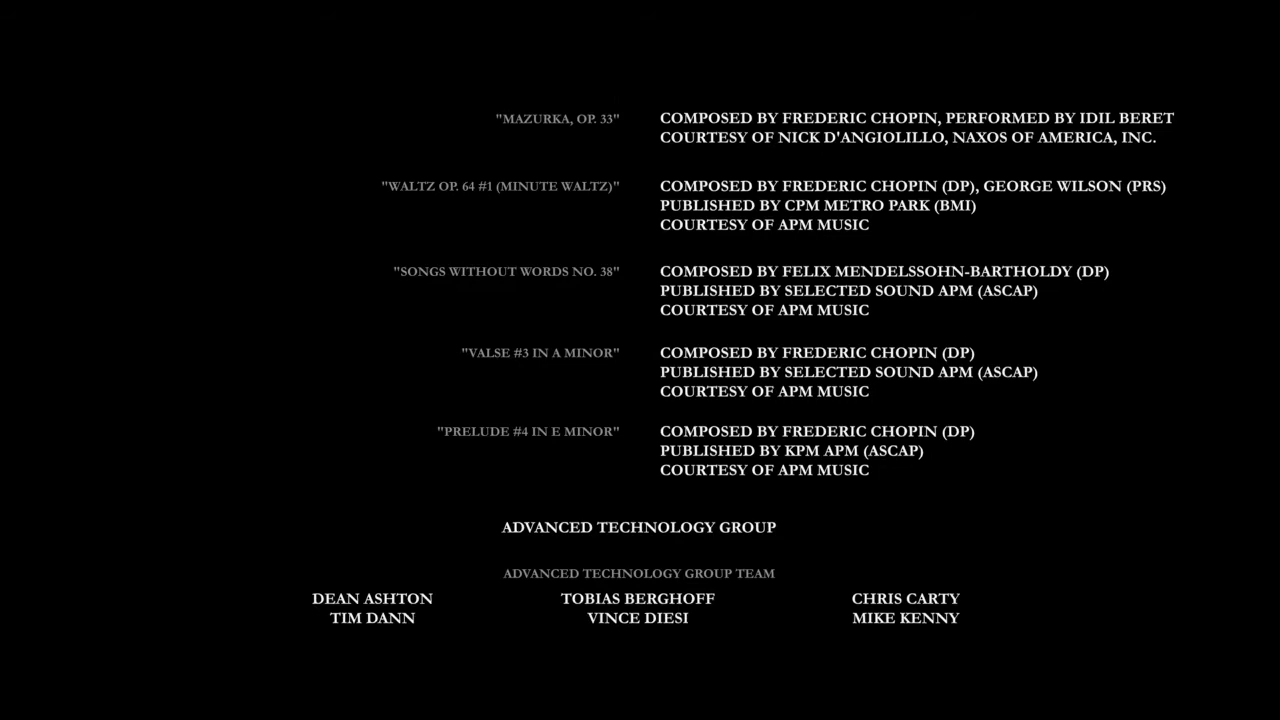 "MAZURKA, OP. 33" COMPOSED BY FREDERIC CHOPIN, PERFORMED BY IDIL BERET
COURTESY OF NICK D'ANGIOLILLO, NAXOS OF AMERICA, INC.
"WALTZ OP. 64 #1 (MINUTE WALTZ)" COMPOSED BY FREDERIC CHOPIN (DP), GEORGE WILSON (PRS)
PUBLISHED BY CPM METRO PARK (BMI)
COURTESY OF APM MUSIC
"SONGS WITHOUT WORDS NO. 38" COMPOSED BY FELIX MENDELSSOHN-BARTHOLDY (DP)
PUBLISHED BY SELECTED SOUND APM (ASCAP)
COURTESY OF APM MUSIC
"VALSE #3 IN A MINOR" COMPOSED BY FREDERIC CHOPIN (DP)
PUBLISHED BY SELECTED SOUND APM (ASCAP)
COURTESY OF APM MUSIC
"PRELUDE #4 IN E MINOR" COMPOSED BY FREDERIC CHOPIN (DP)
PUBLISHED BY KPM APM (ASCAP)
COURTESY OF APM MUSIC
ADVANCED TECHNOLOGY GROUP
ADVANCED TECHNOLOGY GROUP TEAM
DEAN ASHTON TOBIAS BERGHOFF CHRIS CARTY
TIM DANN VINCE DIESI MIKE KENNY